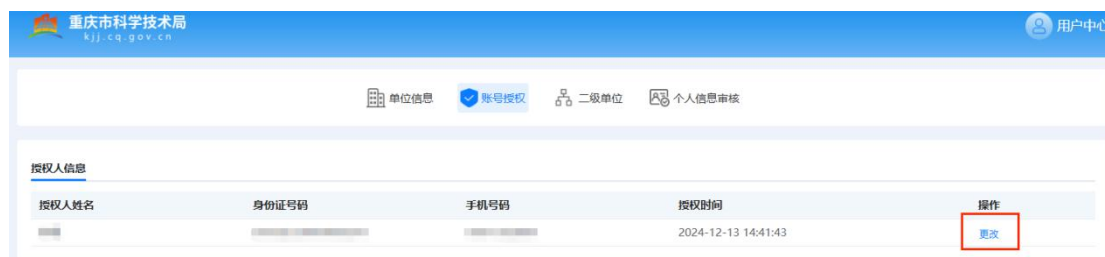 重庆市科学技术局
kjj.cq.gov.cn
用户中心
单位信息 账号授权 二级单位 个人信息审核
授权人信息
授权人姓名 身份证号码 手机号码 授权时间 操作
2024-12-13 14:41:43 更改